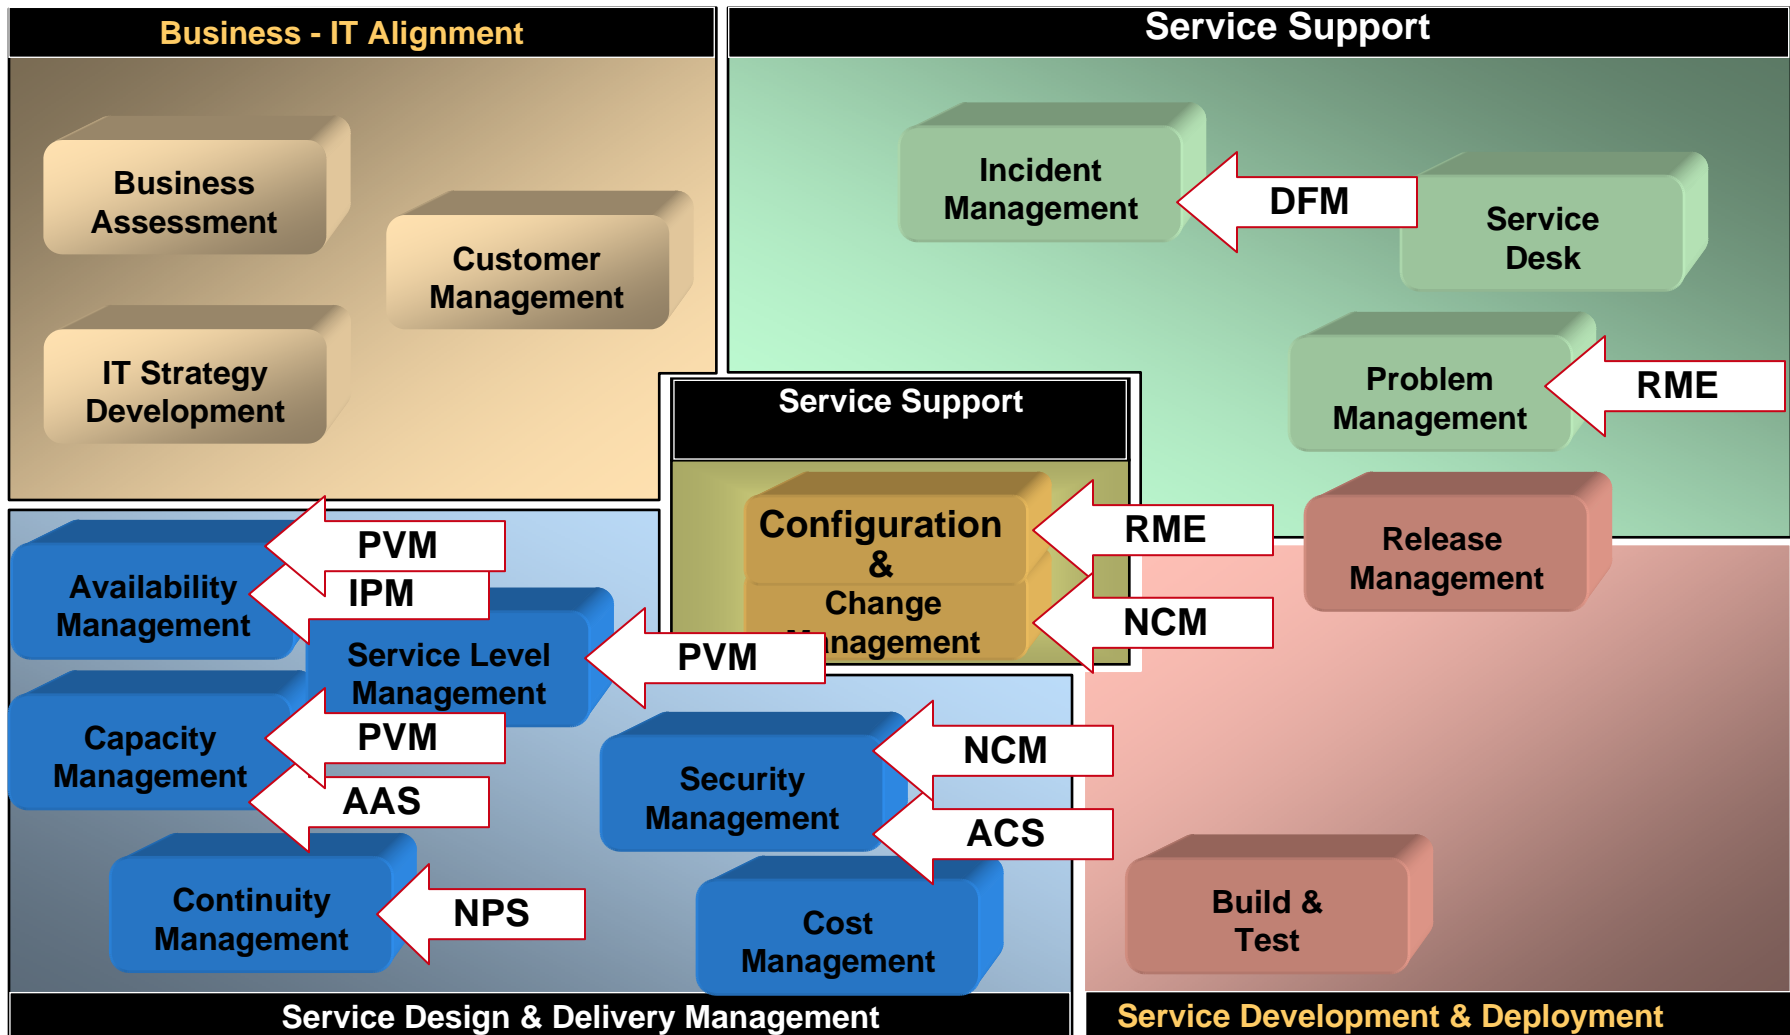 Business - IT Alignment
Service Support
Business
Assessment
Customer
Management
IT Strategy
Development
Incident
Management
DFM
Service
Desk
Problem
Management
RME
Service Support
Configuration
&
Change
anagement
RME
NCM
Release
Management
Availability
Management
PVM
IPM
Service Level
Management
PVM
Capacity
Management
PVM
AAS
Security
Management
NCM
ACS
Continuity
Management
NPS
Cost
Management
Build &
Test
Service Design & Delivery Management
Service Development & Deployment